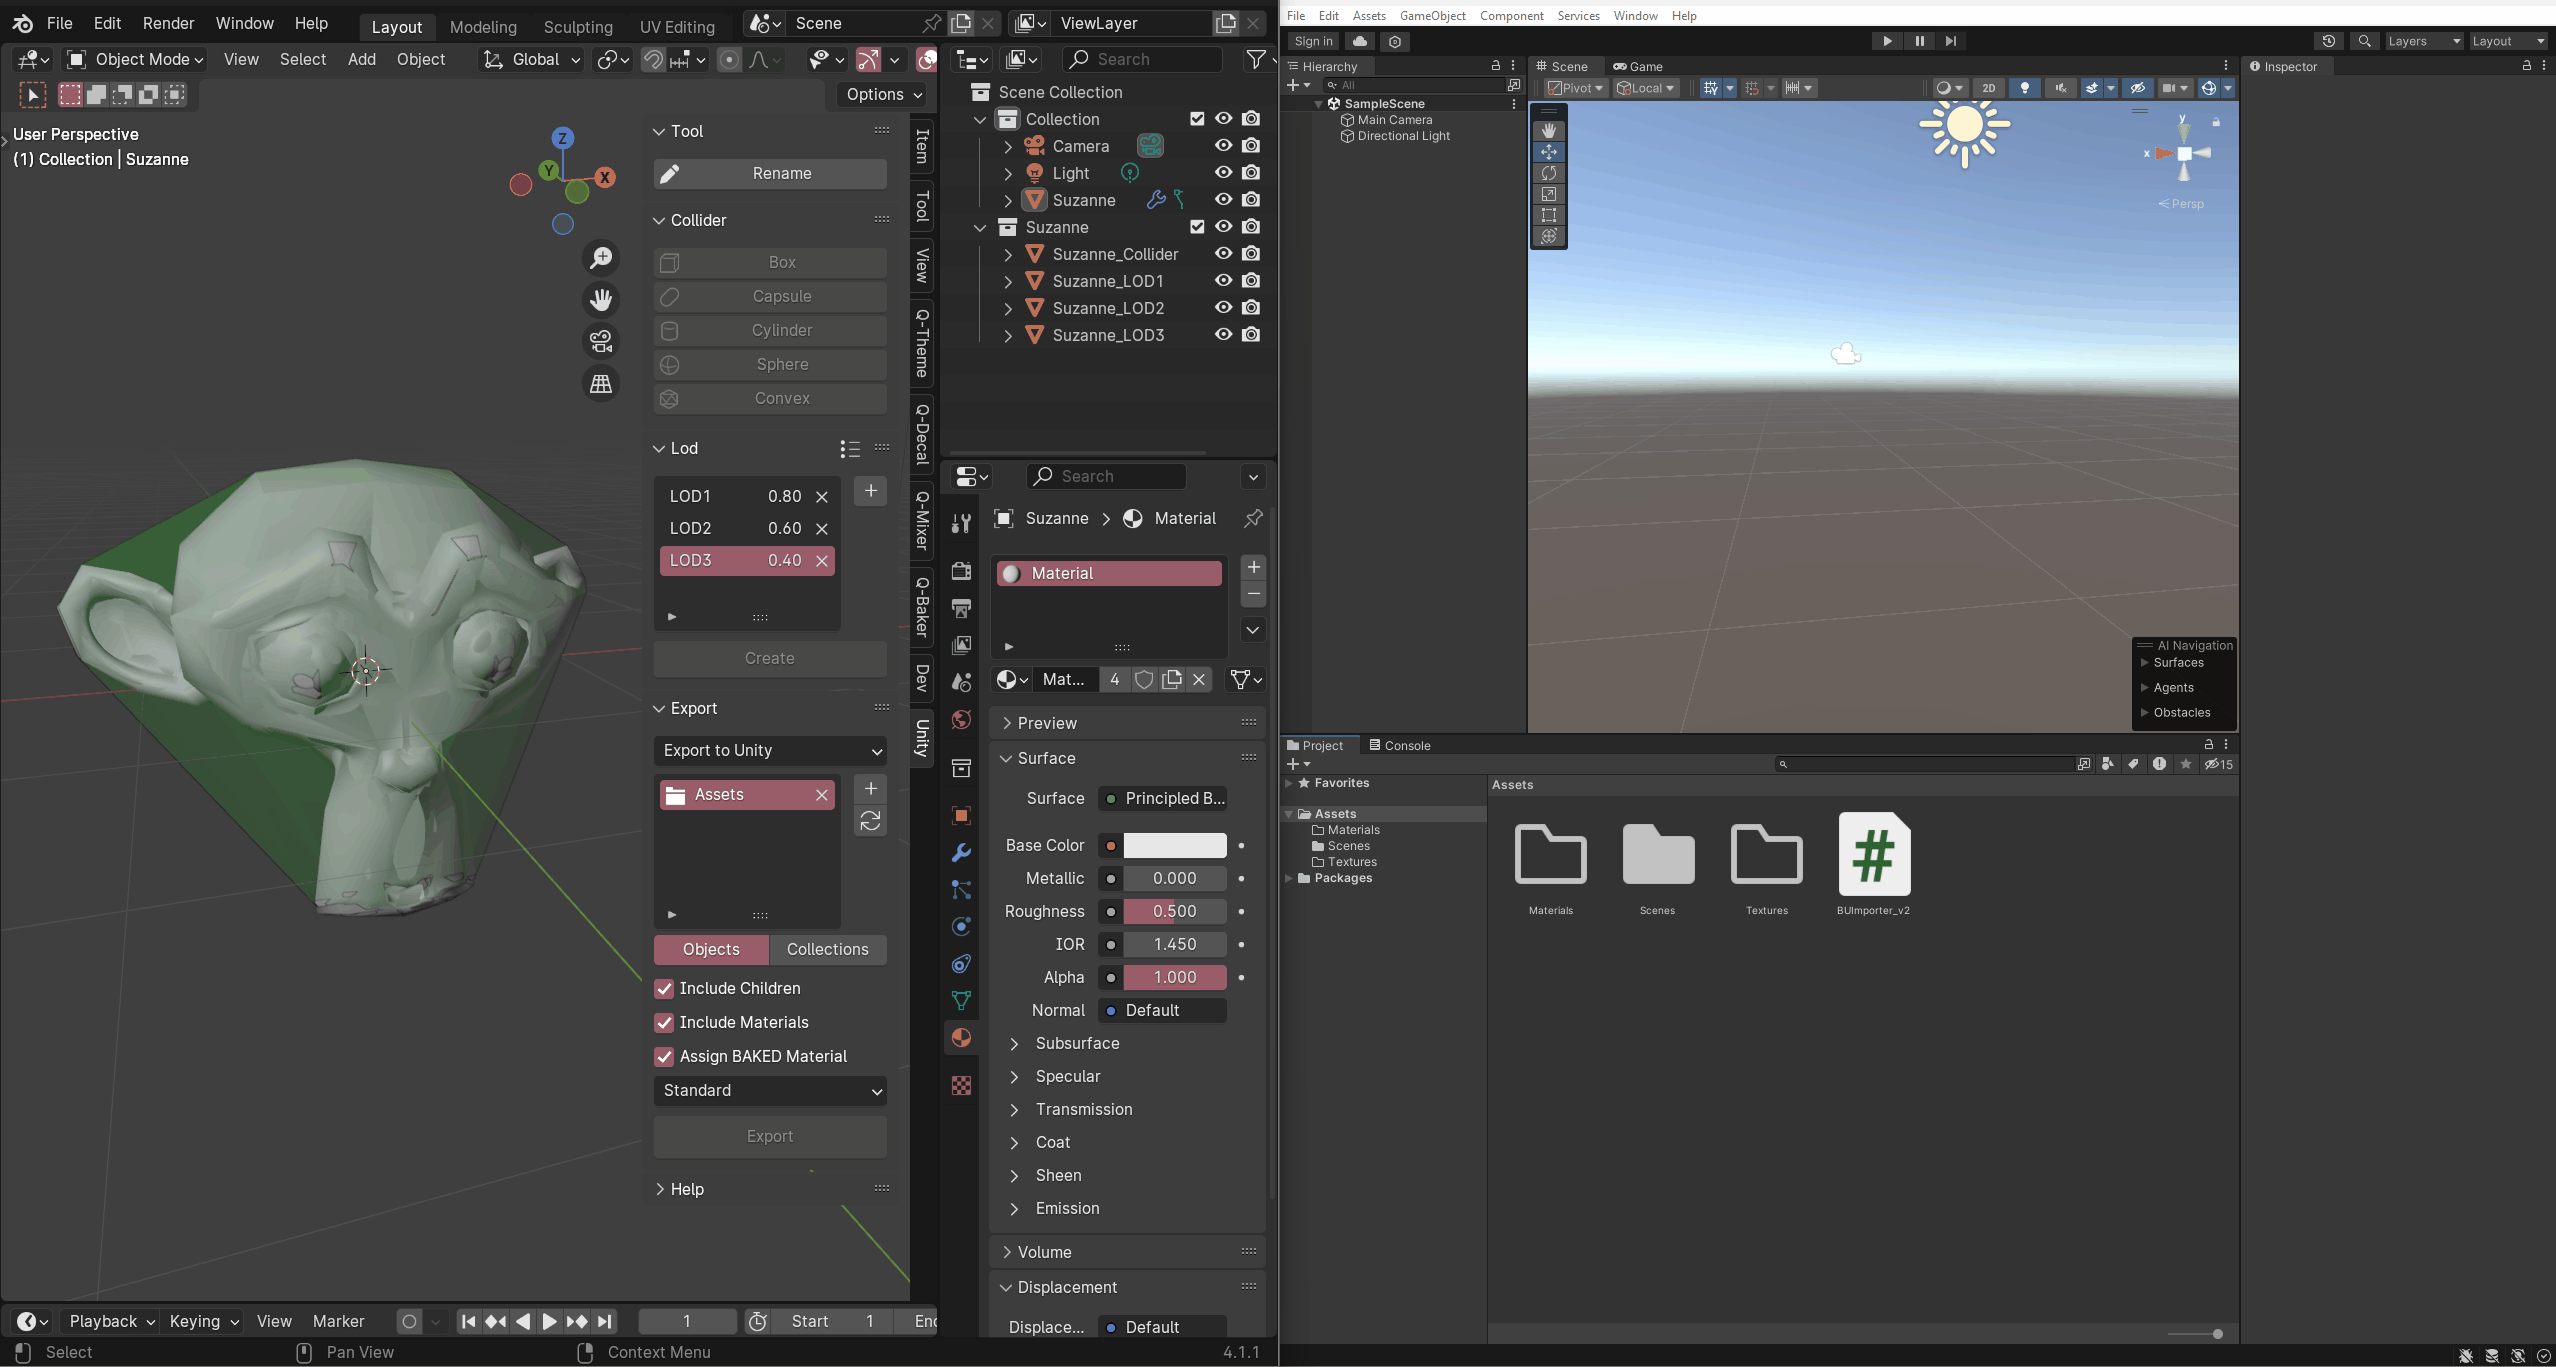 File Edit Render Window Help Layout Modeling Sculpting UV Editing Scene ViewLayer
Object Mode View Select Add Object Global Search
Options
User Perspective
(1) Collection | Suzanne
Z
Y
X
Tool
Rename
Collider
Box
Capsule
Cylinder
Sphere
Convex
Lod
LOD1 0.80
LOD2 0.60
LOD3 0.40
Create
Export
Export to Unity
Assets
Objects Collections
Include Children
Include Materials
Assign BAKED Material
Standard
Export
Help
Item
Tool
View
Q-Theme
Q-Decal
Q-Mixer
Q-Baker
Dev
Unity
Scene Collection
Collection
Camera
Light
Suzanne
Suzanne
Suzanne_Collider
Suzanne_LOD1
Suzanne_LOD2
Suzanne_LOD3
Search
Suzanne > Material
Material
Mat... 4
Preview
Surface
Surface Principled B...
Base Color
Metallic 0.000
Roughness 0.500
IOR 1.450
Alpha 1.000
Normal Default
Subsurface
Specular
Transmission
Coat
Sheen
Emission
Volume
Displacement
Displace... Default
Playback Keying View Marker 1 Start 1 Enc
Select Pan View Context Menu 4.1.1
File Edit Assets GameObject Component Services Window Help
Sign in Layers Layout
Hierarchy
All
SampleScene
Main Camera
Directional Light
Scene Game
Pivot Local 2D
y
x
Persp
AI Navigation
Surfaces
Agents
Obstacles
Inspector
Project Console
15
Favorites
Assets
Materials
Scenes
Textures
Packages
Assets
#
Materials Scenes Textures BUImporter_v2